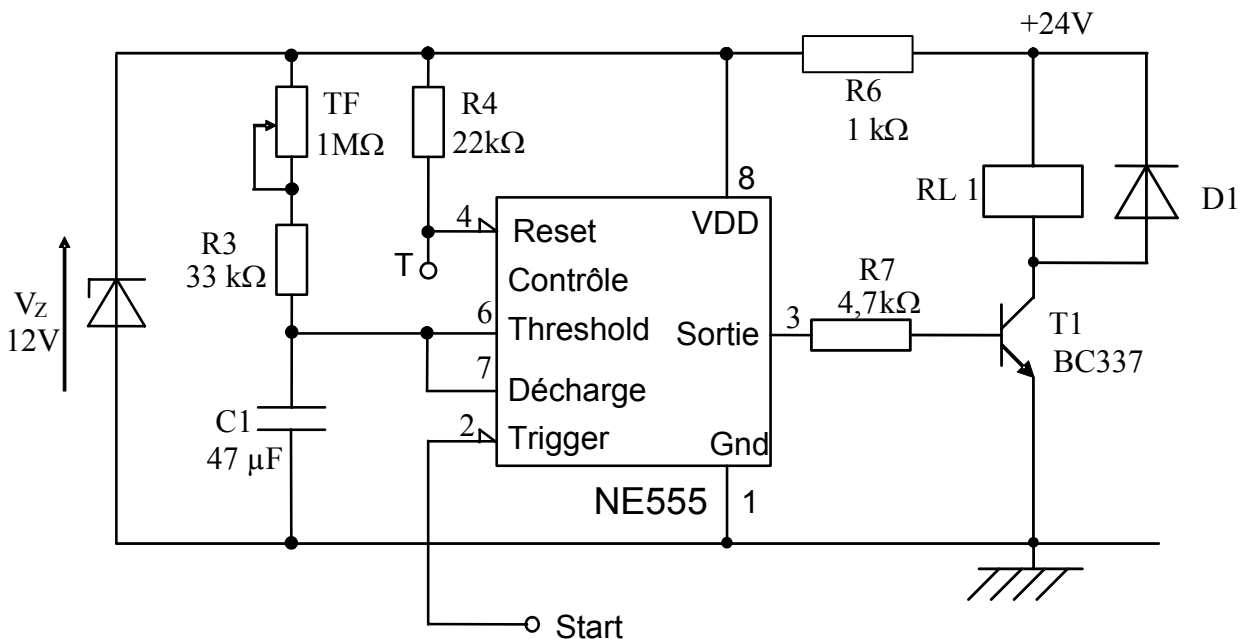 +24V
TF
1MΩ
R4
22kΩ
R6
1 kΩ
8
VDD
RL 1
D1
4
Reset
T
R3
33 kΩ
Contrôle
R7
4,7kΩ
VZ
12V
6
Threshold
Sortie
3
T1
BC337
7
Décharge
C1
47 µF
2
Trigger
Gnd
NE555
1
Start